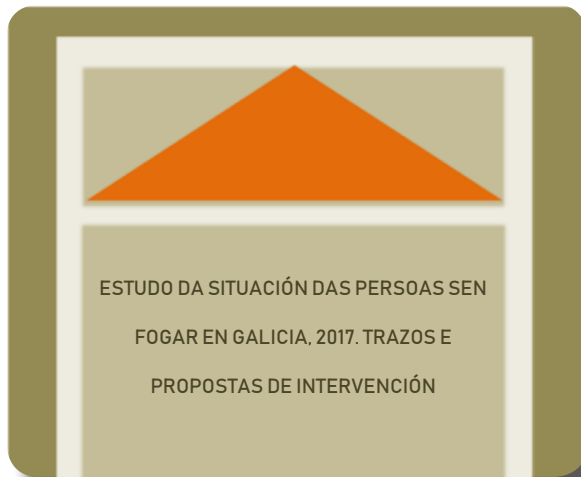 ESTUDO DA SITUACIÓN DAS PERSOAS SEN
FOGAR EN GALICIA, 2017. TRAZOS E
PROPOSTAS DE INTERVENCIÓN